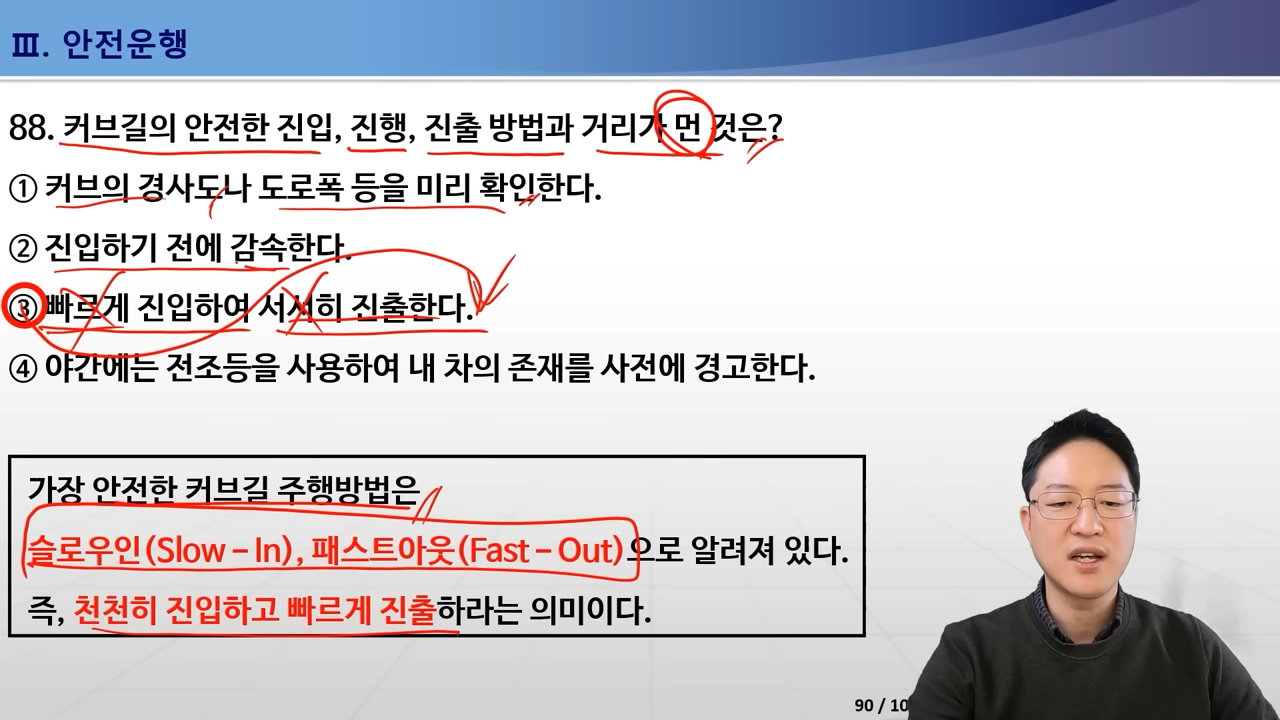 Ⅲ. 안전운행
88. 커브길의 안전한 진입, 진행, 진출 방법과 거리가 먼 것은?
① 커브의 경사도나 도로폭 등을 미리 확인한다.
② 진입하기 전에 감속한다.
③ 빠르게 진입하여 서서히 진출한다.
④ 야간에는 전조등을 사용하여 내 차의 존재를 사전에 경고한다.
가장 안전한 커브길 주행방법은
슬로우인(Slow – In), 패스트아웃(Fast – Out)으로 알려져 있다.
즉, 천천히 진입하고 빠르게 진출하라는 의미이다.
90 / 10